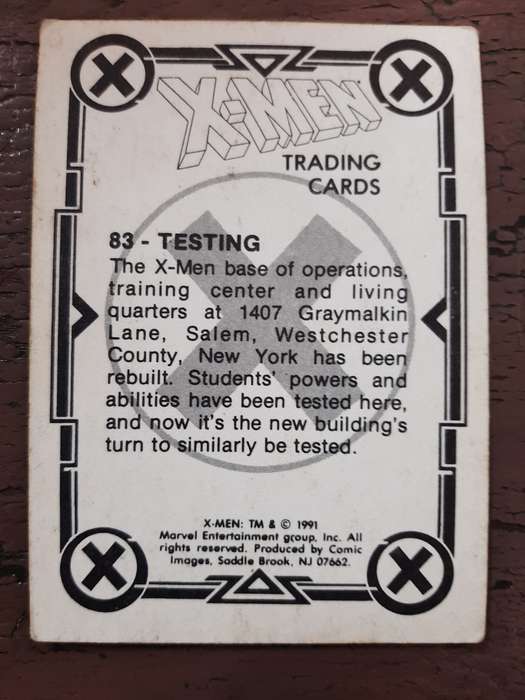 X-MEN
TRADING
CARDS
83 - TESTING
The X-Men base of operations,
training center and living
quarters at 1407 Graymalkin
Lane, Salem, Westchester
County, New York has been
rebuilt. Students' powers and
abilities have been tested here,
and now it's the new building's
turn to similarly be tested.
X-MEN: TM & © 1991
Marvel Entertainment group, Inc. All
rights reserved. Produced by Comic
Images, Saddle Brook, NJ 07662.